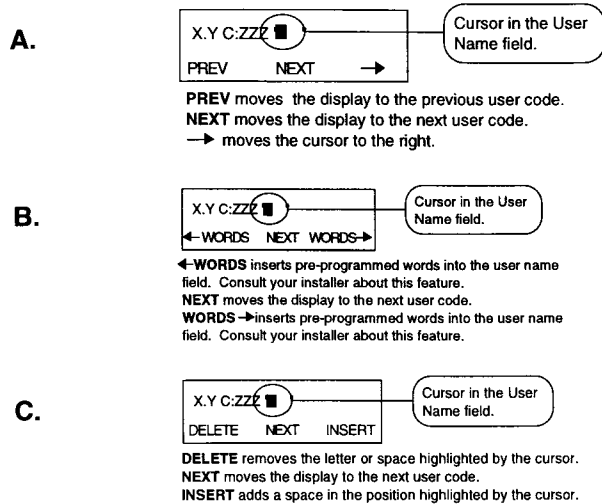 A.
X.Y C:ZZZ
Cursor in the User
Name field.
PREV NEXT →
PREV moves the display to the previous user code.
NEXT moves the display to the next user code.
→ moves the cursor to the right.
B.
X.Y C:ZZZ
Cursor in the User
Name field.
←WORDS NEXT WORDS→
←WORDS inserts pre-programmed words into the user name
field. Consult your installer about this feature.
NEXT moves the display to the next user code.
WORDS →inserts pre-programmed words into the user name
field. Consult your installer about this feature.
C.
X.Y C:ZZZ
Cursor in the User
Name field.
DELETE NEXT INSERT
DELETE removes the letter or space highlighted by the cursor.
NEXT moves the display to the next user code.
INSERT adds a space in the position highlighted by the cursor.